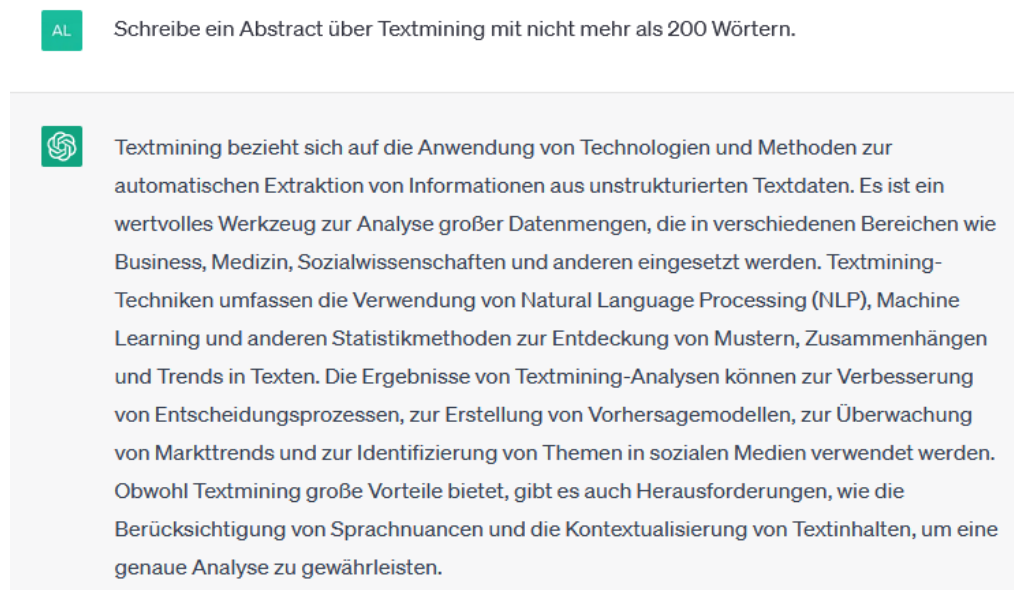 AL
Schreibe ein Abstract über Textmining mit nicht mehr als 200 Wörtern.
Textmining bezieht sich auf die Anwendung von Technologien und Methoden zur
automatischen Extraktion von Informationen aus unstrukturierten Textdaten. Es ist ein
wertvolles Werkzeug zur Analyse großer Datenmengen, die in verschiedenen Bereichen wie
Business, Medizin, Sozialwissenschaften und anderen eingesetzt werden. Textmining-
Techniken umfassen die Verwendung von Natural Language Processing (NLP), Machine
Learning und anderen Statistikmethoden zur Entdeckung von Mustern, Zusammenhängen
und Trends in Texten. Die Ergebnisse von Textmining-Analysen können zur Verbesserung
von Entscheidungsprozessen, zur Erstellung von Vorhersagemodellen, zur Überwachung
von Markttrends und zur Identifizierung von Themen in sozialen Medien verwendet werden.
Obwohl Textmining große Vorteile bietet, gibt es auch Herausforderungen, wie die
Berücksichtigung von Sprachnuancen und die Kontextualisierung von Textinhalten, um eine
genaue Analyse zu gewährleisten.